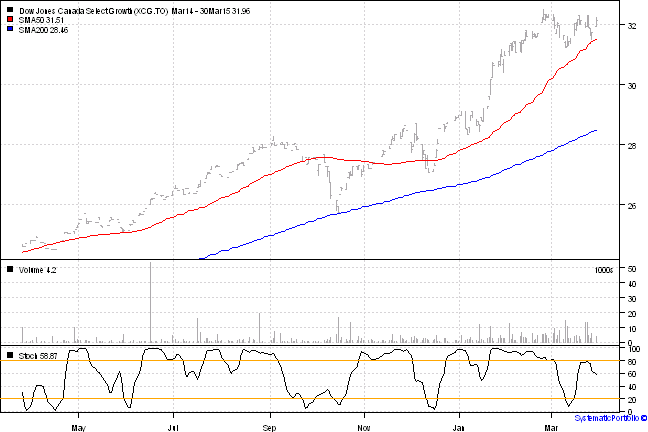 Dow Jones Canada Select Growth (XCG.TO) Mar14 - 30Mar15 31.96
SMA50 31.51
SMA200 28.46
32
30
28
26
Volume 4.2
1000s
50
40
30
20
10
0
Stoch 58.87
100
80
60
40
20
0
May
Jul
Sep
Nov
Jan
Mar
SystematicPortfolio ©